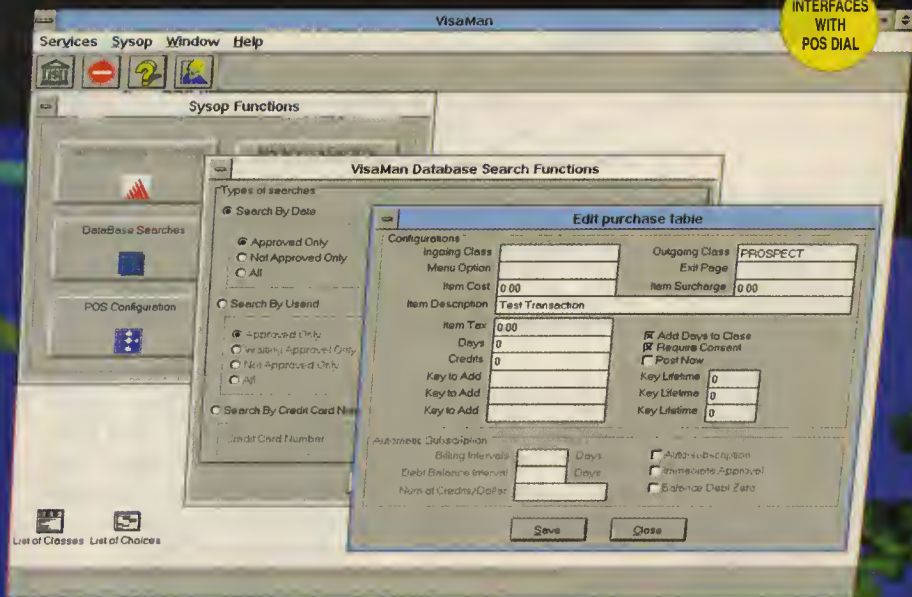 INTERFACES
WITH
POS DIAL
VisaMan
Services Sysop Window Help
Sysop Functions
DataBase Searches
POS Configuration
VisaMan Database Search Functions
Types of searches
Search By Date
Approved Only
Not Approved Only
All
Search By Userid
Approved Only
Waiting Approval Only
Not Approved Only
All
Search By Credit Card
Credit Card Number
Edit purchase table
Configurations
Ingoing Class
Outgoing Class PROSPECT
Menu Option
Exit Page
Item Cost 0.00
Item Surcharge 0.00
Item Description Test Transaction
Item Tax 0.00
Days 0
Credits 0
Key to Add
Key to Add
Key to Add
Add Days to Class
Require Consent
Post Now
Key Lifetime 0
Key Lifetime 0
Key Lifetime 0
Automatic Subscription
Billing Intervals Days
Debt Balance Interval Days
Num of Credits/Dollar
Auto-subscription
Immediate Approval
Balance Debt Zero
Save Close
List of Classes List of Choices